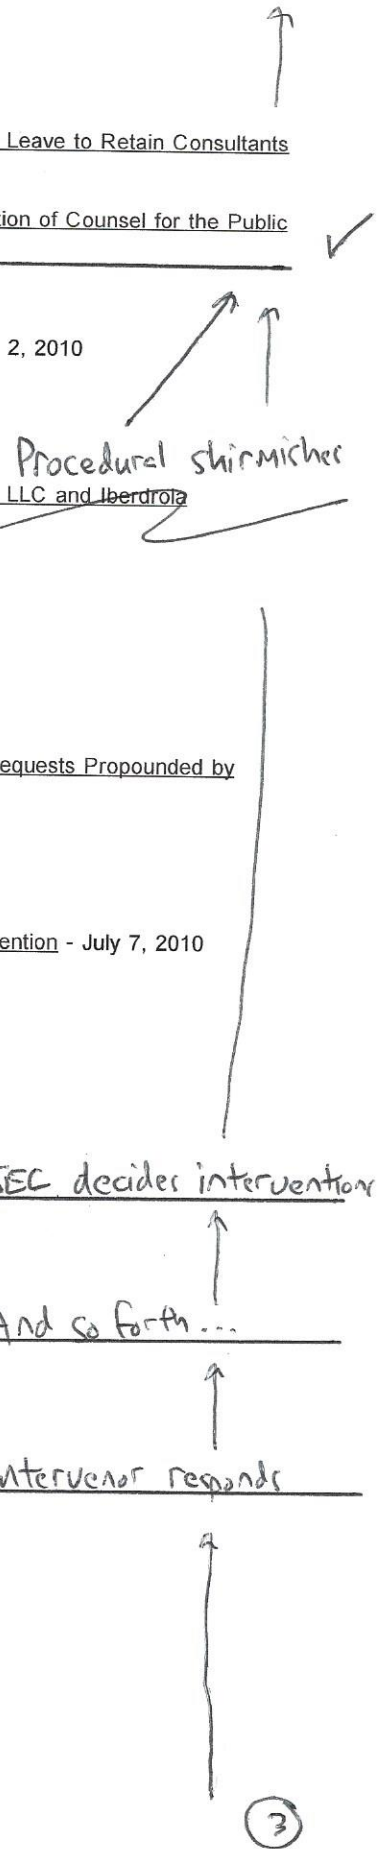 Leave to Retain Consultants
tion of Counsel for the Public
2, 2010
Procedural skirmishes
LLC and Iberdrola
equests Propounded by
ention - July 7, 2010
SEC decides intervention
And so forth...
ntervenor responds
3